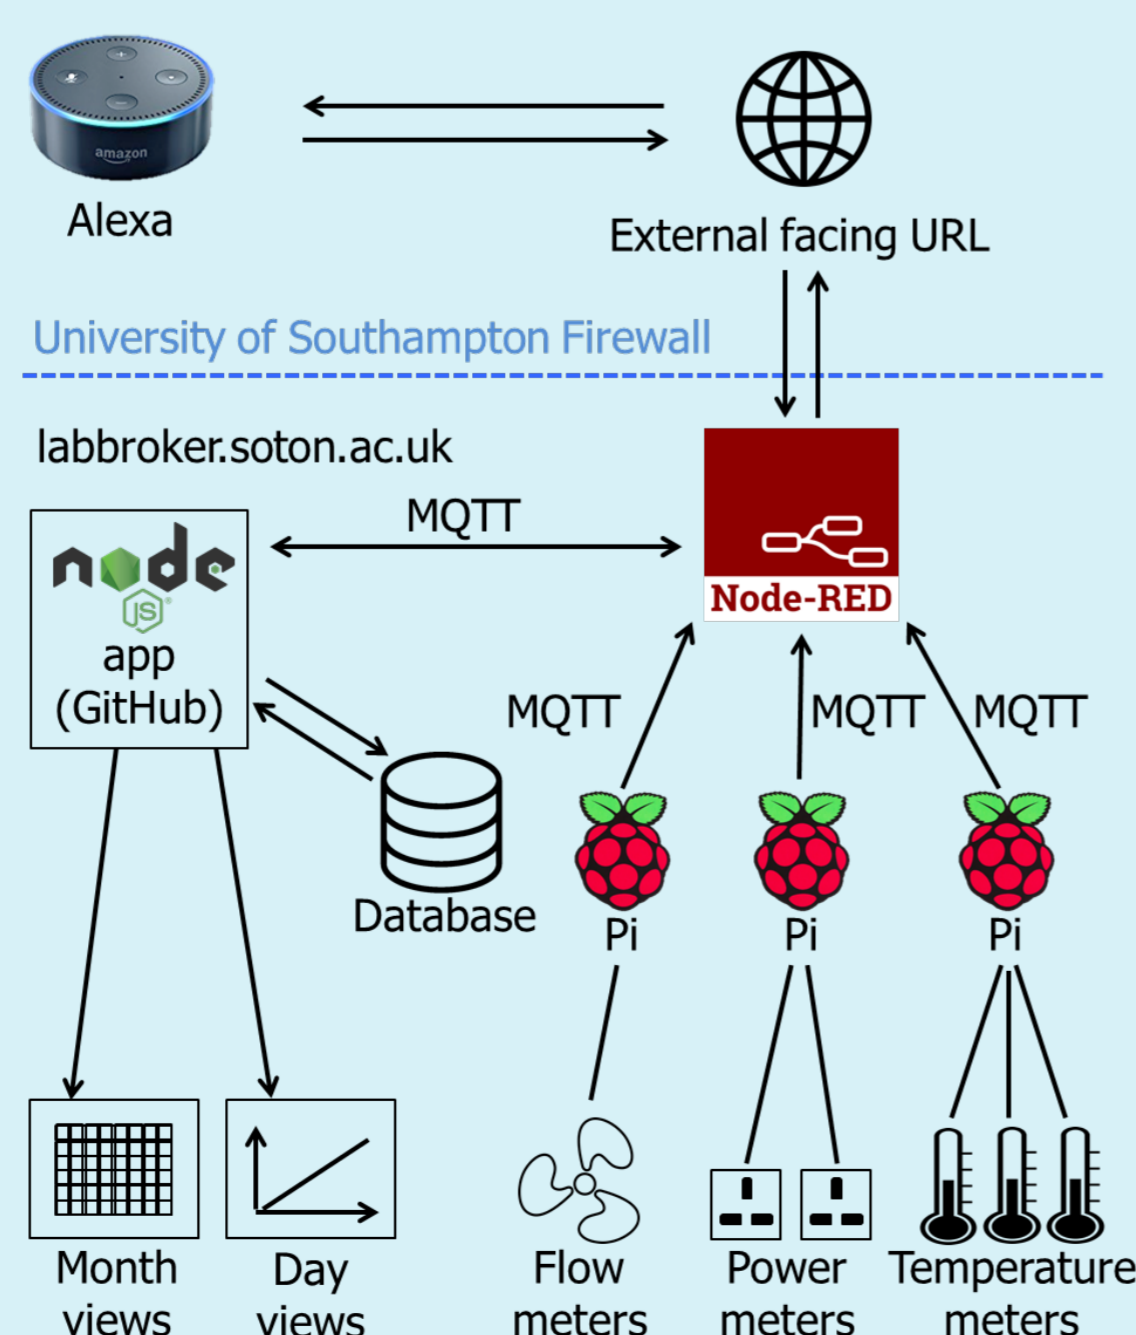 amazon
Alexa
External facing URL
University of Southampton Firewall
labbroker.soton.ac.uk
MQTT
node
JS
app
(GitHub)
Node-RED
MQTT
MQTT
MQTT
Database
Pi
Pi
Pi
Month
views
Day
views
Flow
meters
Power
meters
Temperature
meters